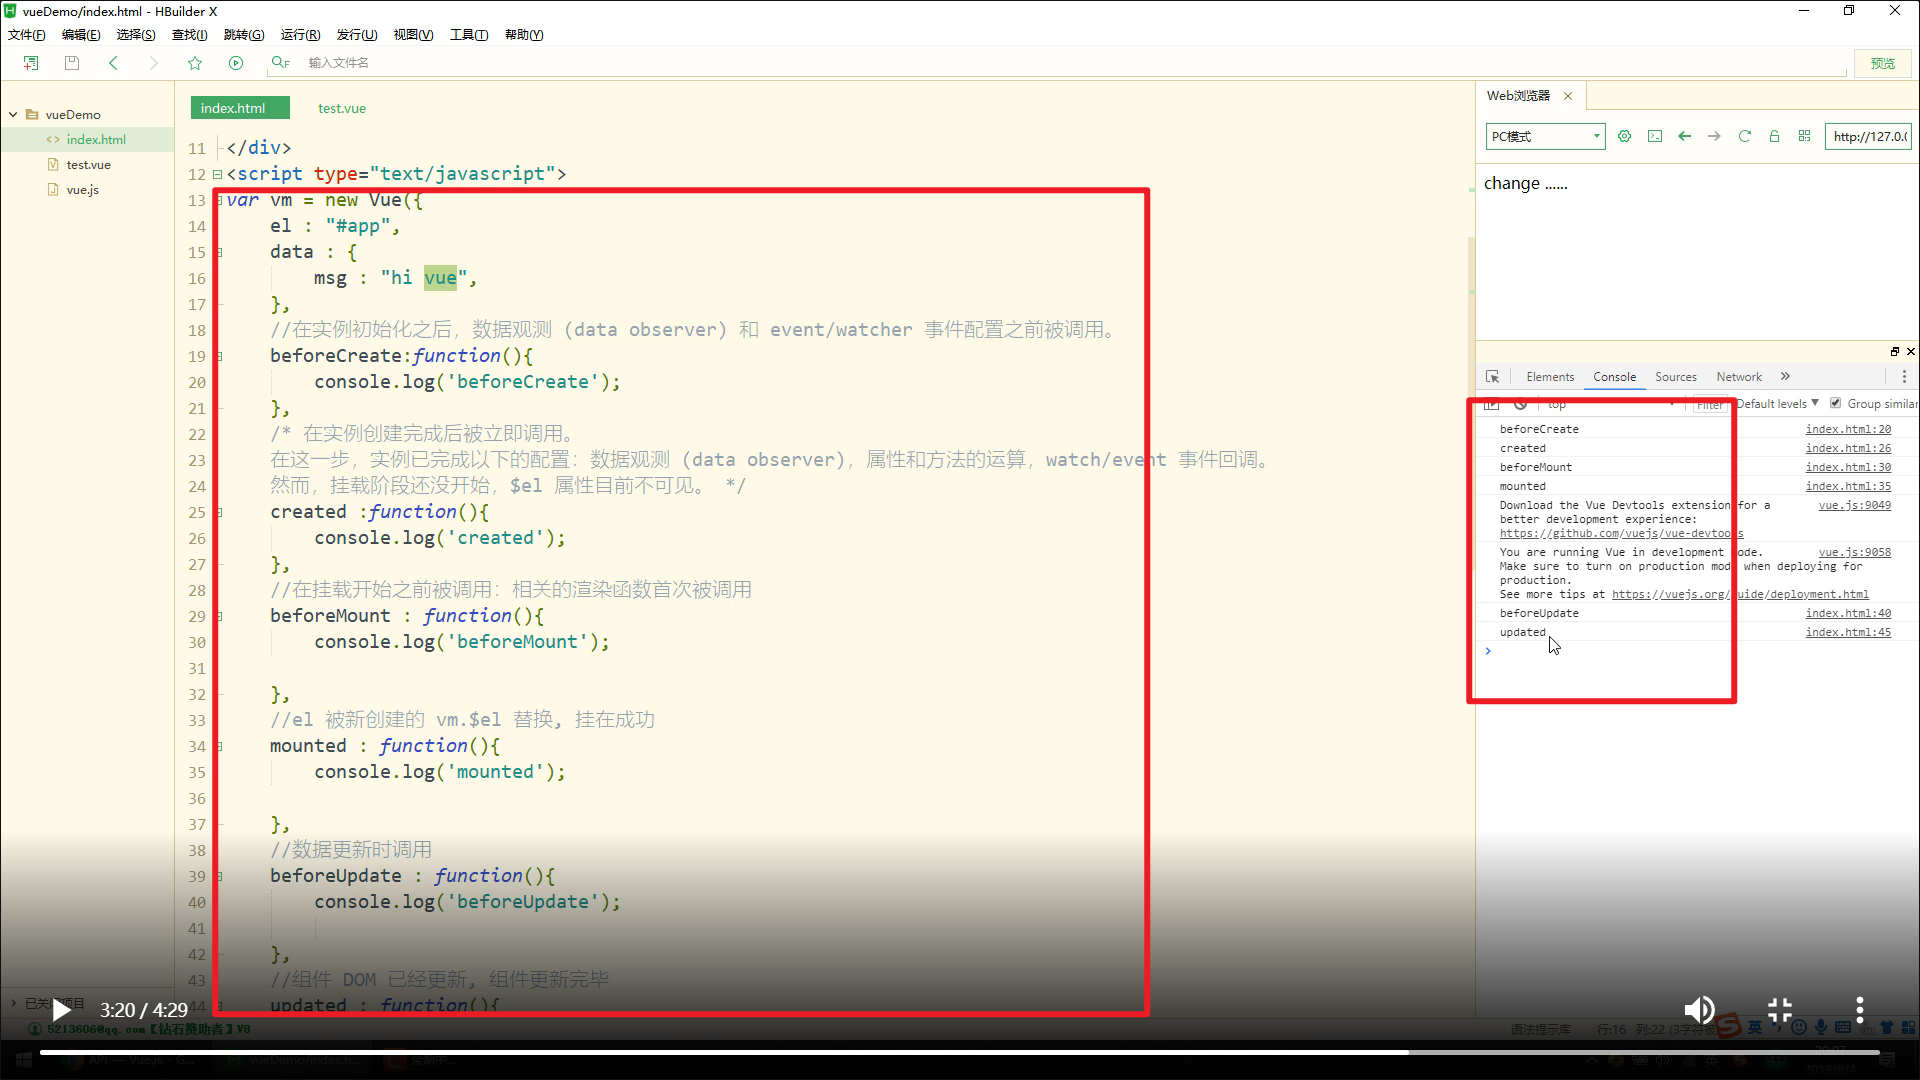 vueDemo/index.html - HBuilder X
文件(F) 编辑(E) 选择(S) 查找(I) 跳转(G) 运行(R) 发行(U) 视图(V) 工具(T) 帮助(Y)
输入文件名
预览
vueDemo
index.html
test.vue
vue.js
index.html test.vue
11 </div>
12 <script type="text/javascript">
13 var vm = new Vue({
14 el : "#app",
15 data : {
16 msg : "hi vue",
17 },
18 //在实例初始化之后，数据观测 (data observer) 和 event/watcher 事件配置之前被调用。
19 beforeCreate:function(){
20 console.log('beforeCreate');
21 },
22 /* 在实例创建完成后被立即调用。
23 在这一步，实例已完成以下的配置：数据观测 (data observer)，属性和方法的运算，watch/event 事件回调。
24 然而，挂载阶段还没开始，$el 属性目前不可见。 */
25 created :function(){
26 console.log('created');
27 },
28 //在挂载开始之前被调用：相关的渲染函数首次被调用
29 beforeMount : function(){
30 console.log('beforeMount');
31
32 },
33 //el 被新创建的 vm.$el 替换, 挂在成功
34 mounted : function(){
35 console.log('mounted');
36
37 },
38 //数据更新时调用
39 beforeUpdate : function(){
40 console.log('beforeUpdate');
41
42 },
43 //组件 DOM 已经更新, 组件更新完毕
44 updated : function(){
Web浏览器
PC模式 http://127.0.
change ......
Elements Console Sources Network
top Filter Default levels Group similar
beforeCreate index.html:20
created index.html:26
beforeMount index.html:30
mounted index.html:35
Download the Vue Devtools extension for a vue.js:9049
better development experience:
https://github.com/vuejs/vue-devtools
You are running Vue in development mode. vue.js:9058
Make sure to turn on production mode when deploying for
production.
See more tips at https://vuejs.org/guide/deployment.html
beforeUpdate index.html:40
updated index.html:45
3:20 / 4:29
5213606@qq.com【钻石赞助者】V8
语法提示库 行:16 列:22
英
API — Vue.js - G... vueDemo/index.h...